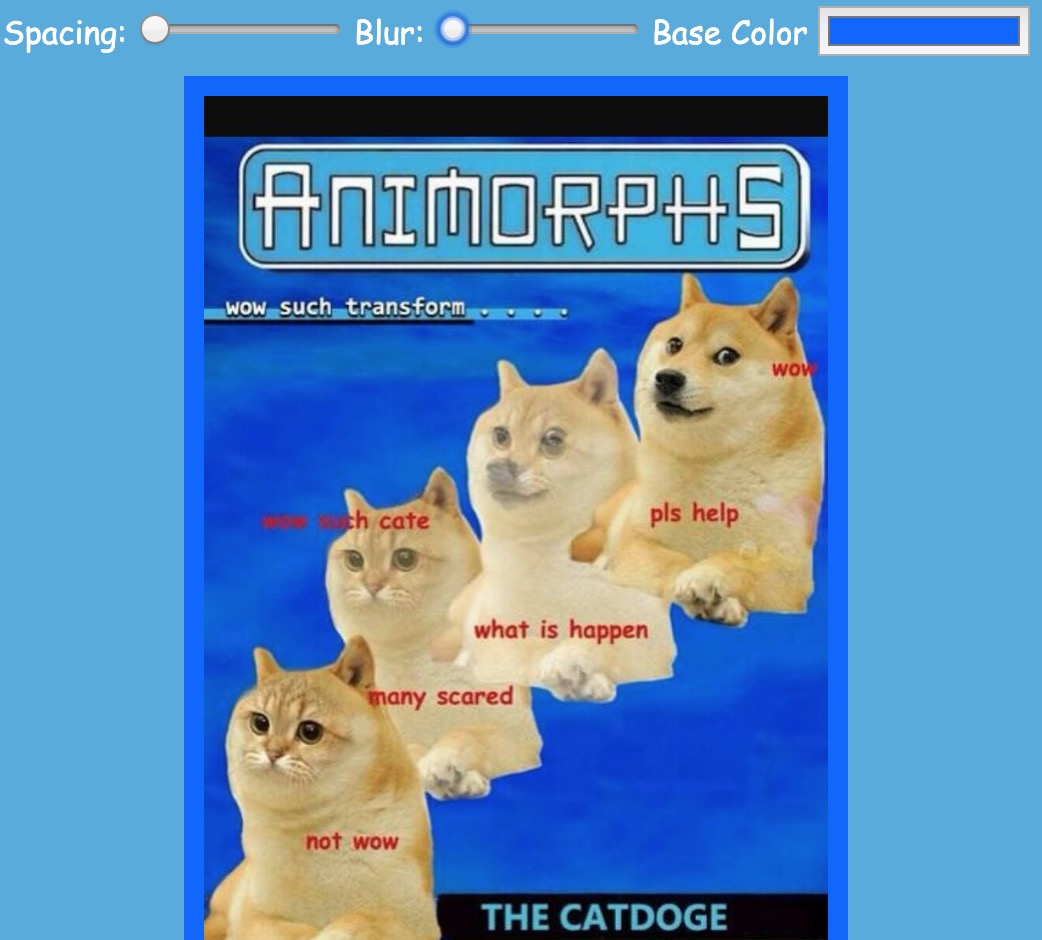 Spacing: Blur: Base Color
ANIMORPHS
wow such transform . . . .
wow
wow such cate
pls help
what is happen
many scared
not wow
THE CATDOGE